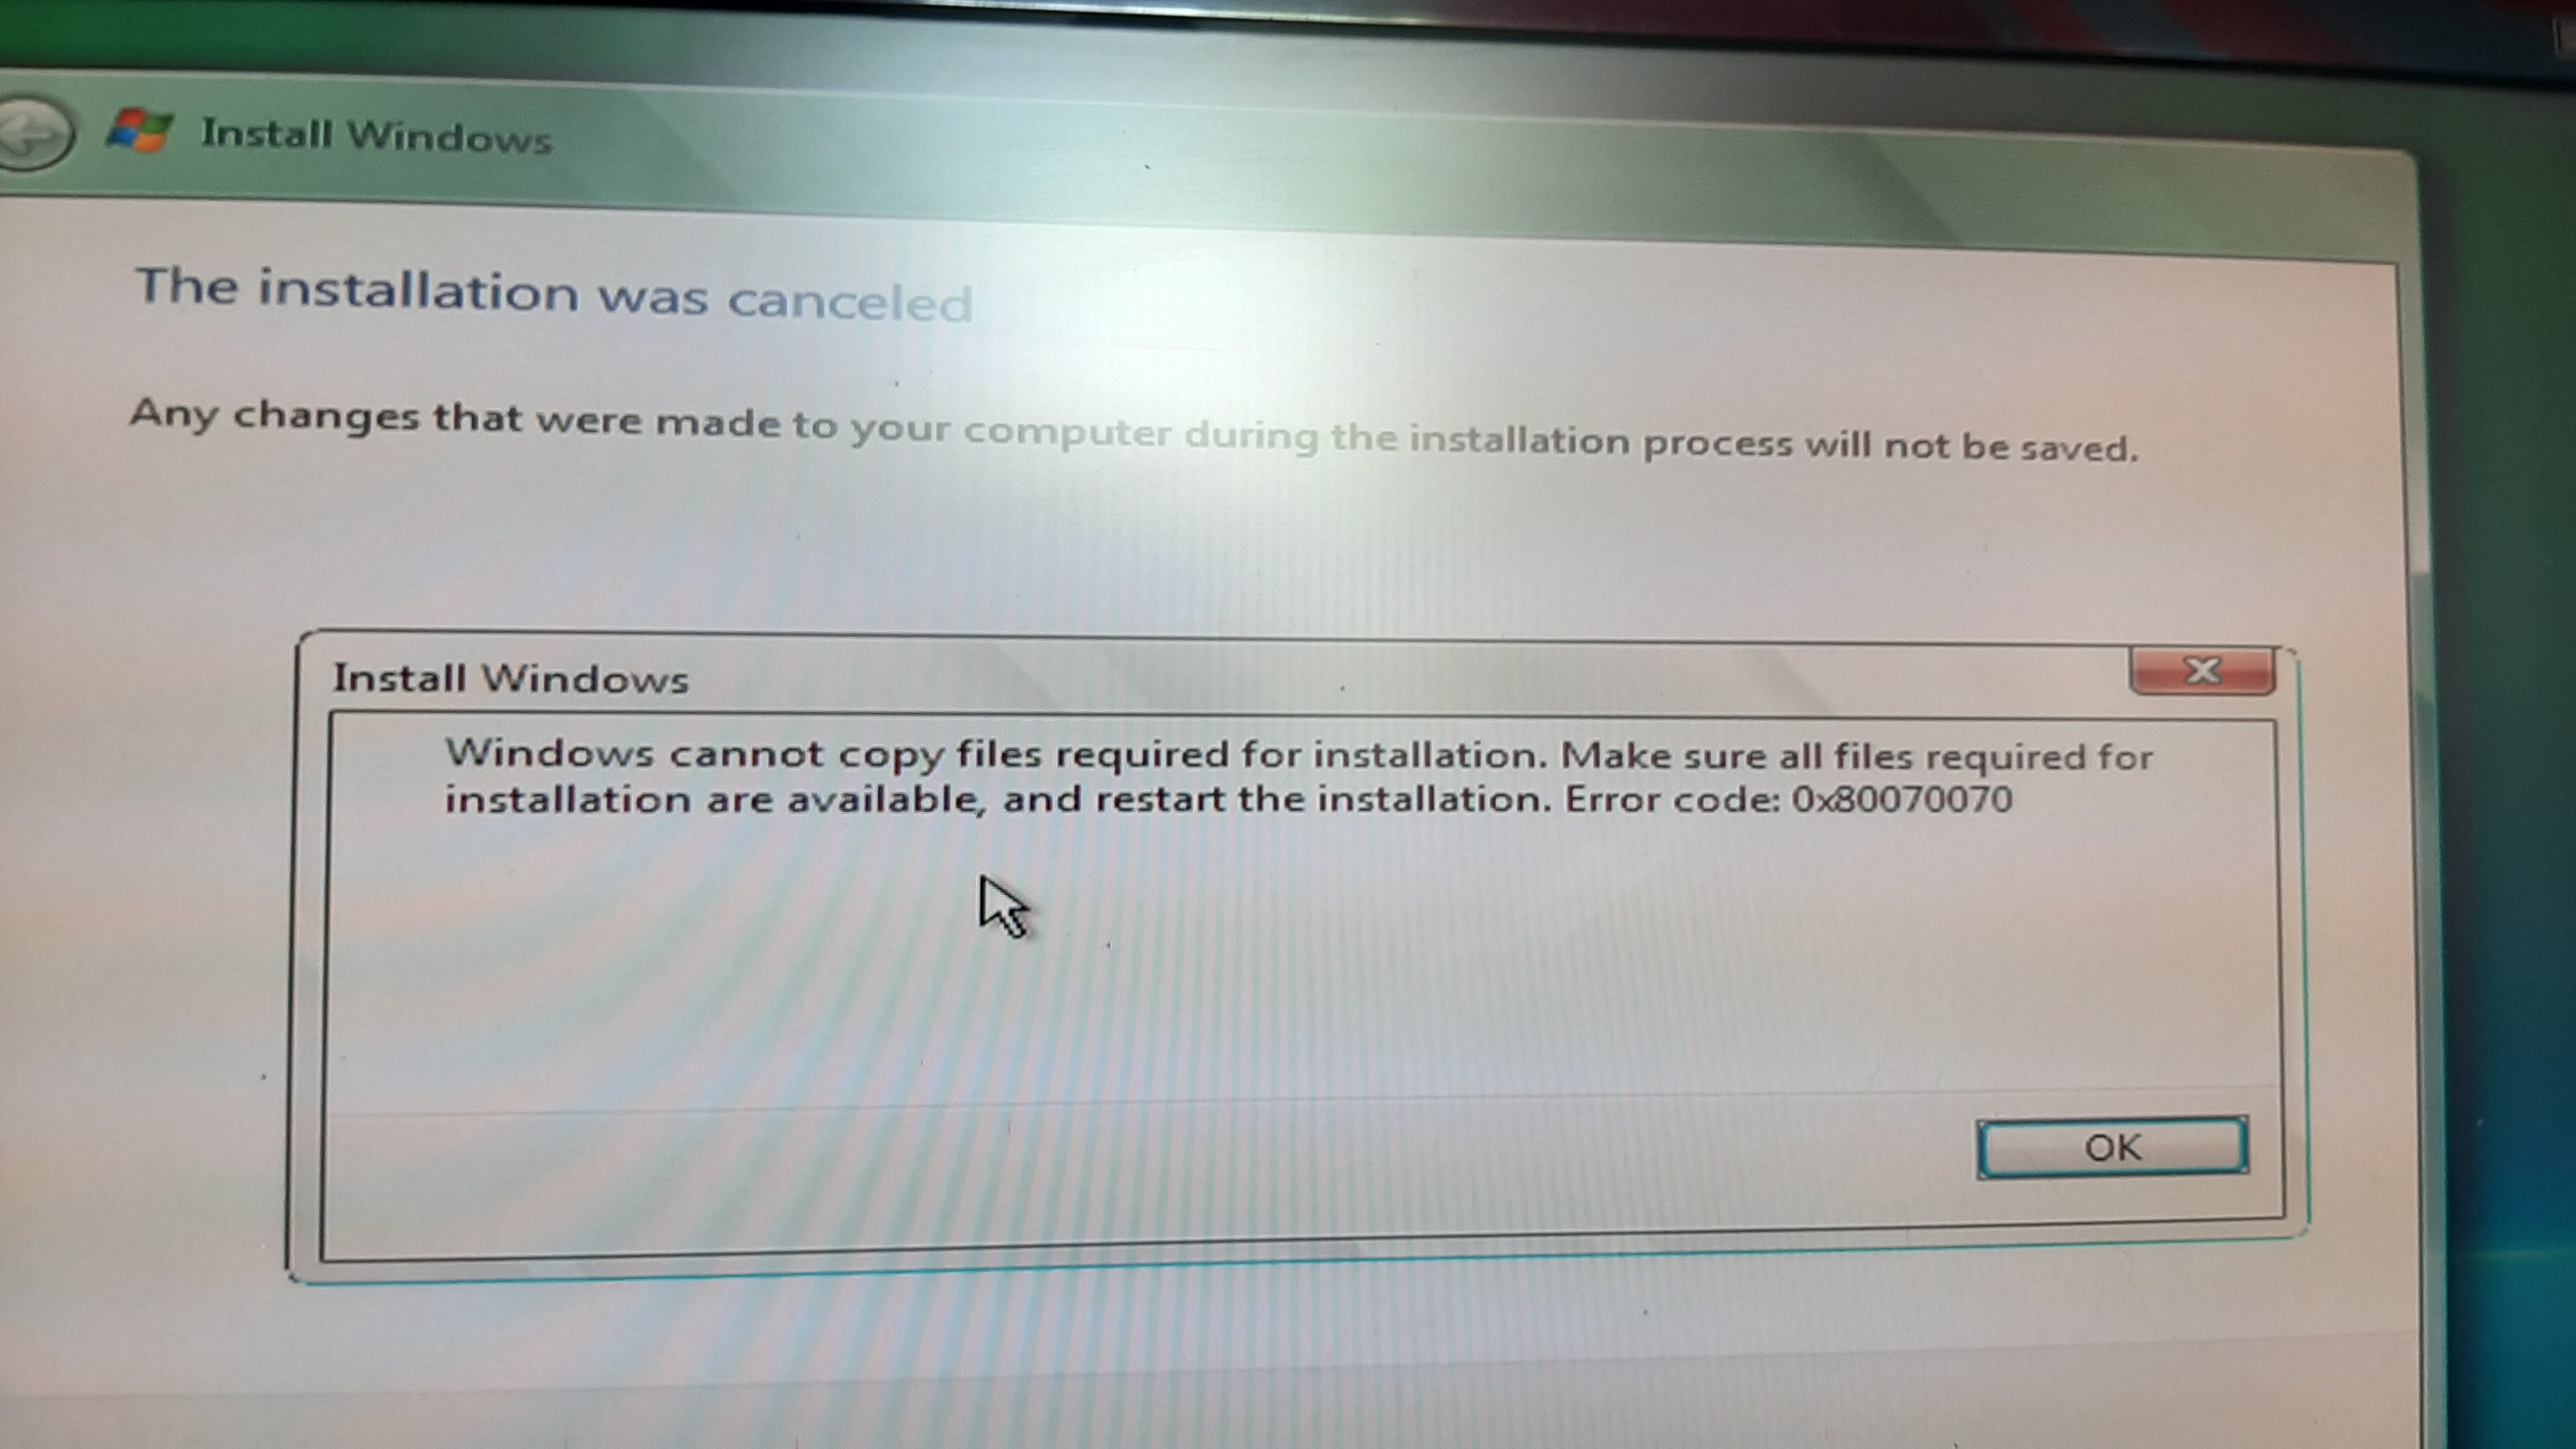 Install Windows
The installation was canceled
Any changes that were made to your computer during the installation process will not be saved.
Install Windows
Windows cannot copy files required for installation. Make sure all files required for
installation are available, and restart the installation. Error code: 0x80070070
OK